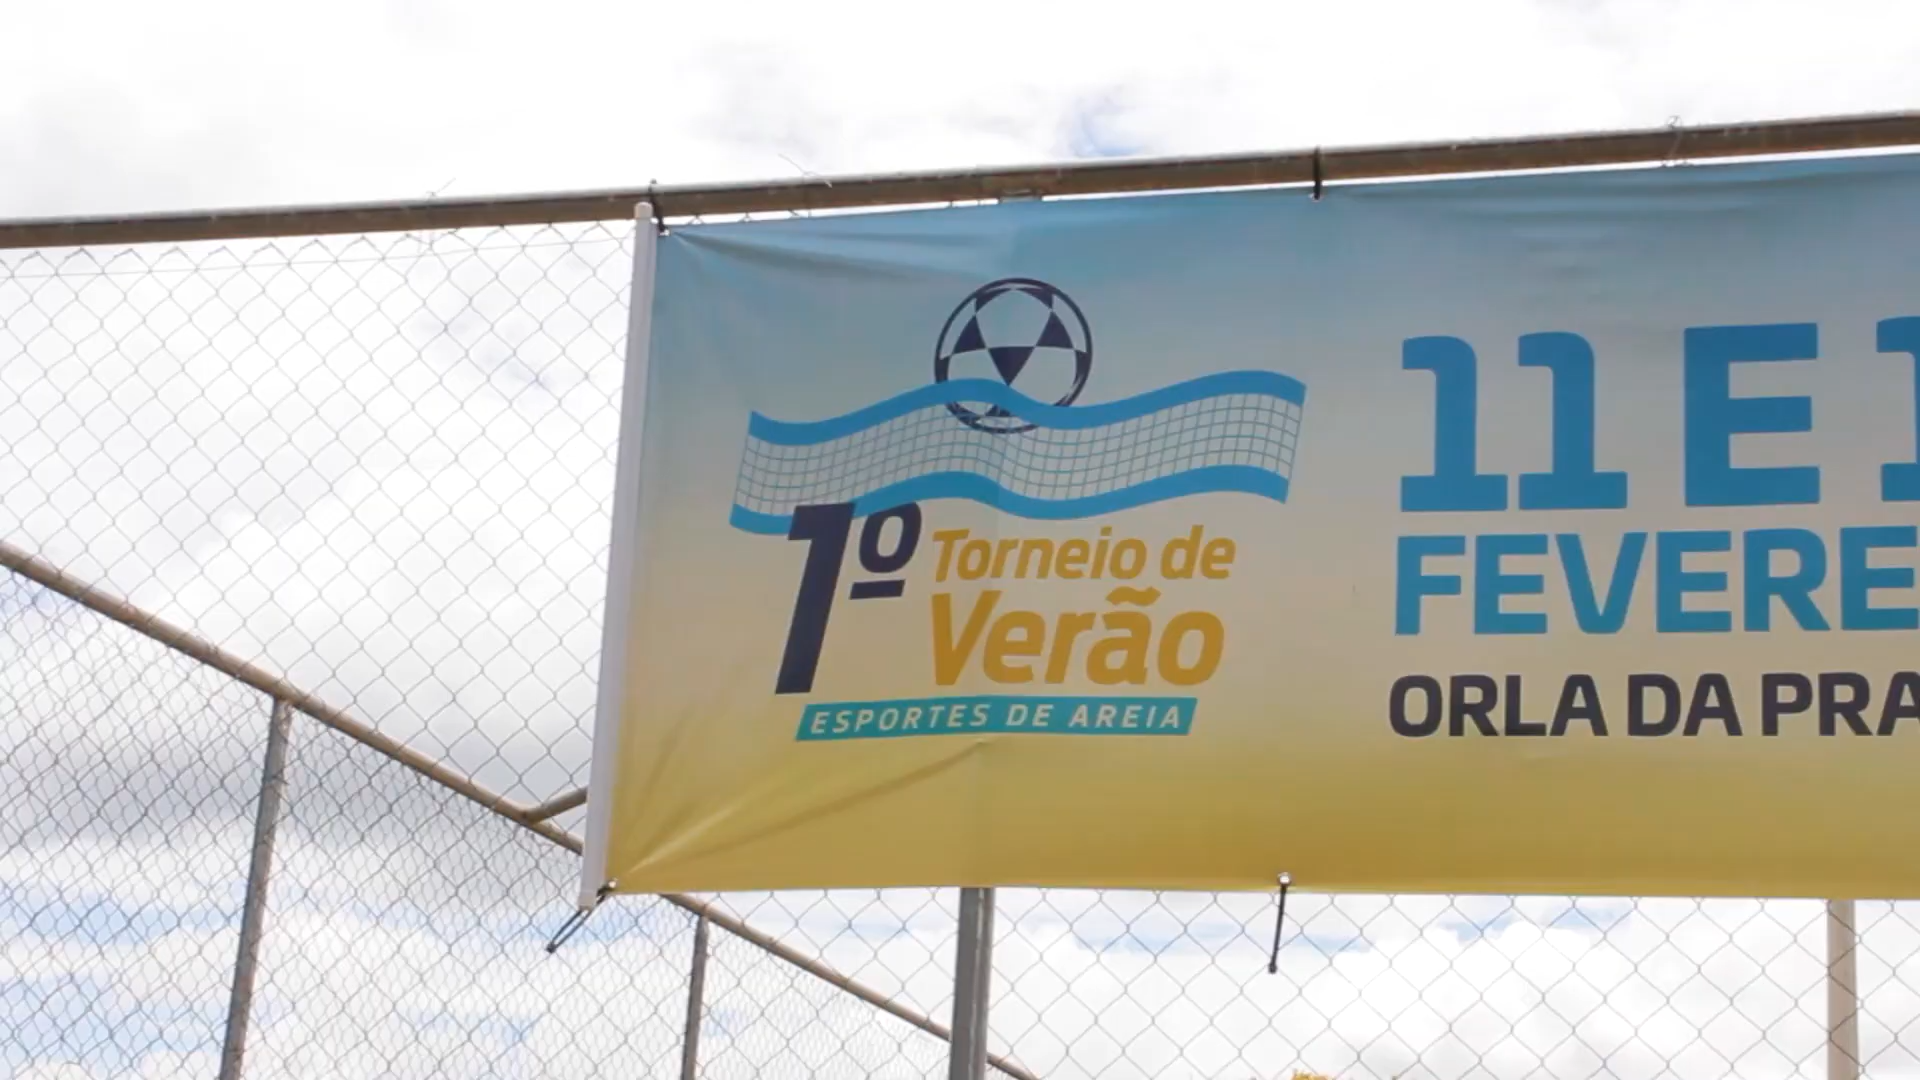 1º Torneio de
Verão
ESPORTES DE AREIA
11 E 1
FEVERE
ORLA DA PRA